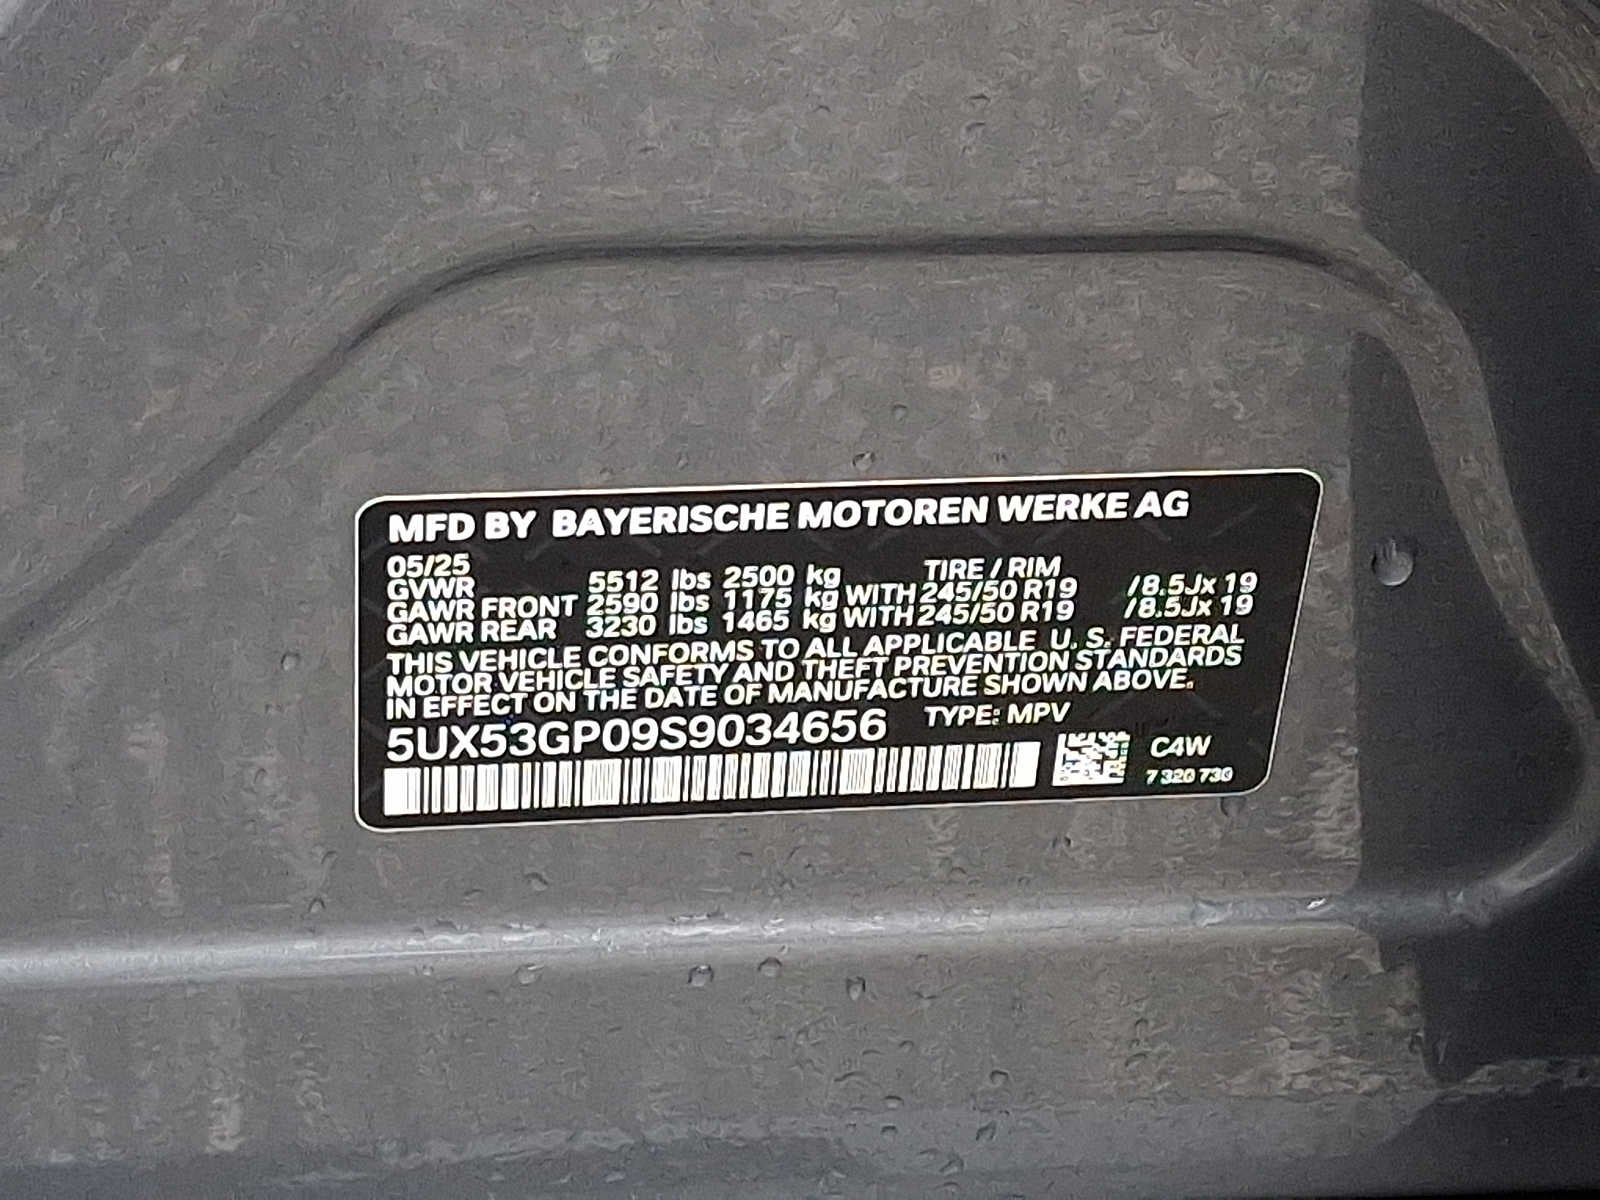 MFD BY BAYERISCHE MOTOREN WERKE AG
05/25 TIRE / RIM
GVWR 5512 lbs 2500 kg
GAWR FRONT 2590 lbs 1175 kg WITH 245/50 R19 /8.5Jx 19
GAWR REAR 3230 lbs 1465 kg WITH 245/50 R19 /8.5Jx 19
THIS VEHICLE CONFORMS TO ALL APPLICABLE U. S. FEDERAL
MOTOR VEHICLE SAFETY AND THEFT PREVENTION STANDARDS
IN EFFECT ON THE DATE OF MANUFACTURE SHOWN ABOVE.
5UX53GP09S9034656 TYPE: MPV
C4W
7 320 730